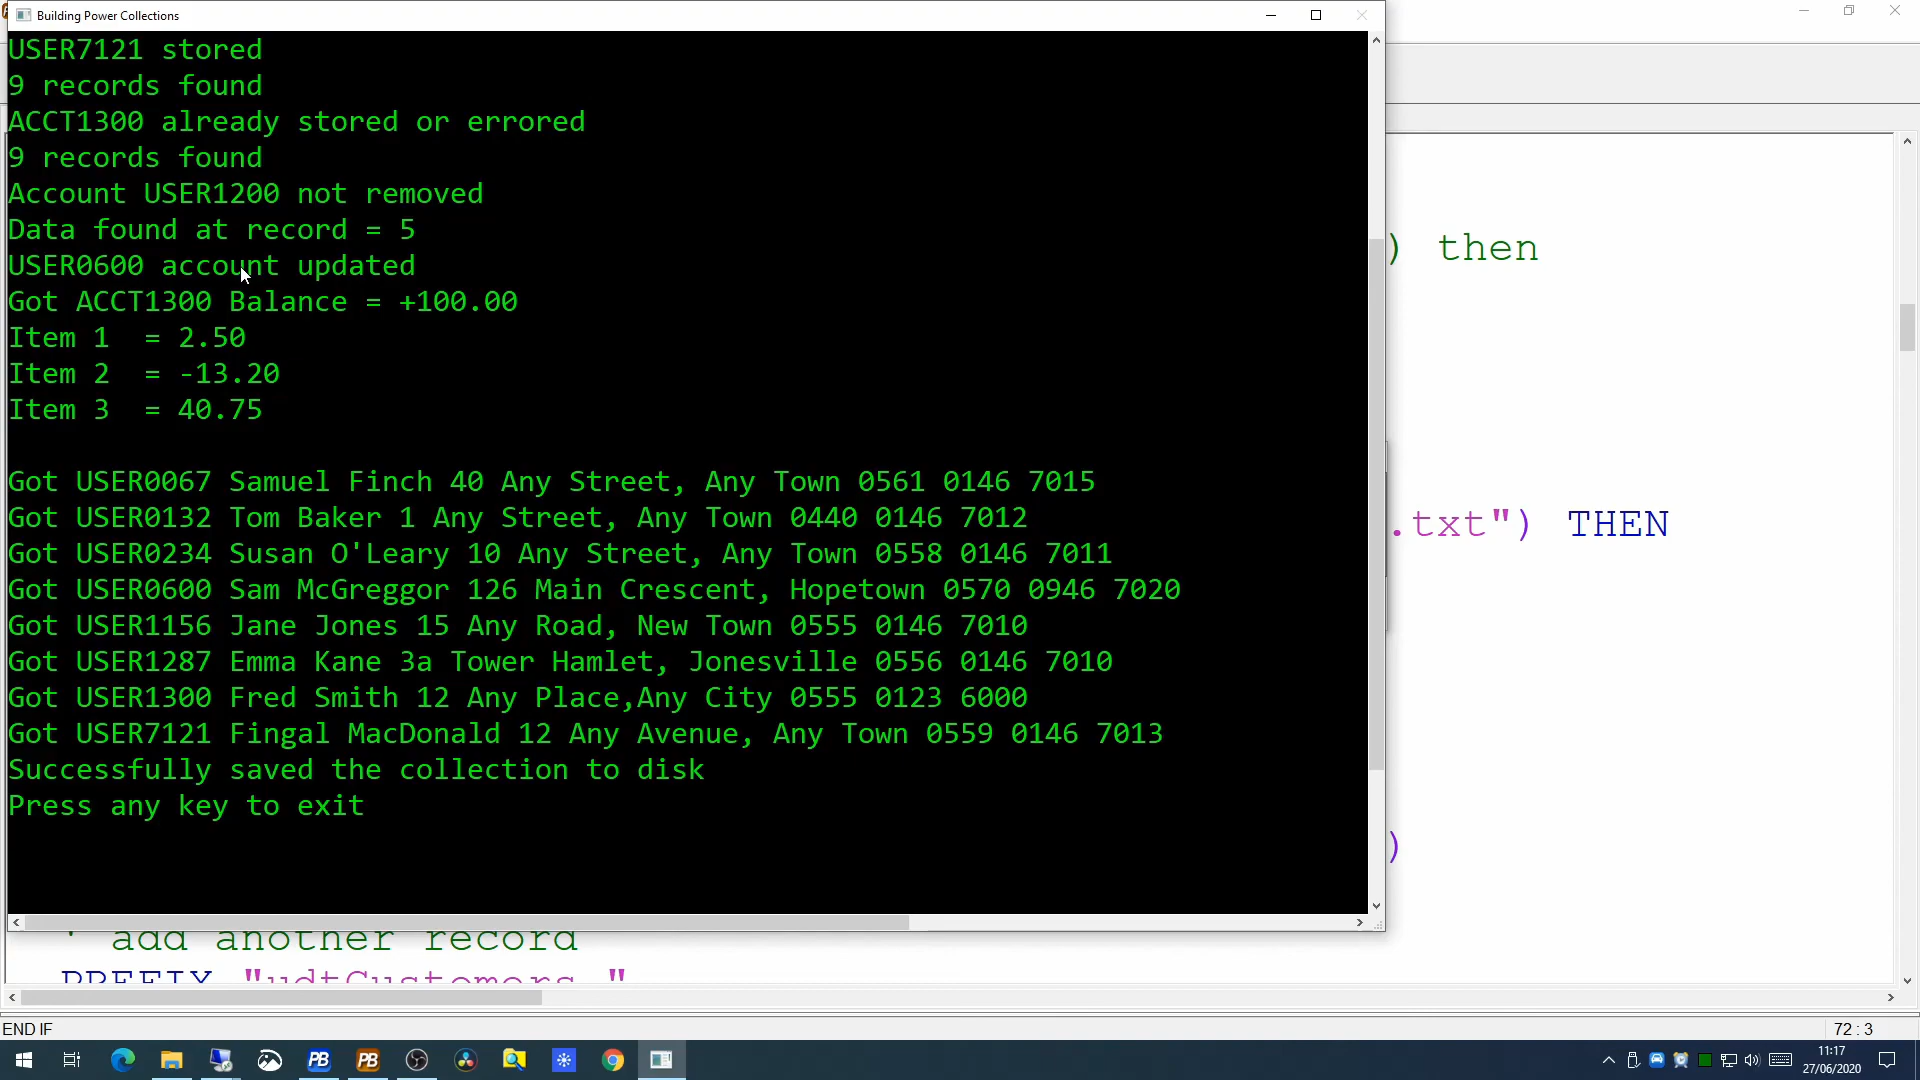 Building Power Collections
USER7121 stored
9 records found
ACCT1300 already stored or errored
9 records found
Account USER1200 not removed
Data found at record = 5
USER0600 account updated
Got ACCT1300 Balance = +100.00
Item 1  = 2.50
Item 2  = -13.20
Item 3  = 40.75
Got USER0067 Samuel Finch 40 Any Street, Any Town 0561 0146 7015
Got USER0132 Tom Baker 1 Any Street, Any Town 0440 0146 7012
Got USER0234 Susan O'Leary 10 Any Street, Any Town 0558 0146 7011
Got USER0600 Sam McGreggor 126 Main Crescent, Hopetown 0570 0946 7020
Got USER1156 Jane Jones 15 Any Road, New Town 0555 0146 7010
Got USER1287 Emma Kane 3a Tower Hamlet, Jonesville 0556 0146 7010
Got USER1300 Fred Smith 12 Any Place,Any City 0555 0123 6000
Got USER7121 Fingal MacDonald 12 Any Avenue, Any Town 0559 0146 7013
Successfully saved the collection to disk
Press any key to exit
) then
.txt") THEN
)
' add another record
PREFIX "udtCustomers."
END IF
72 : 3
PB
PB
11:17
27/06/2020